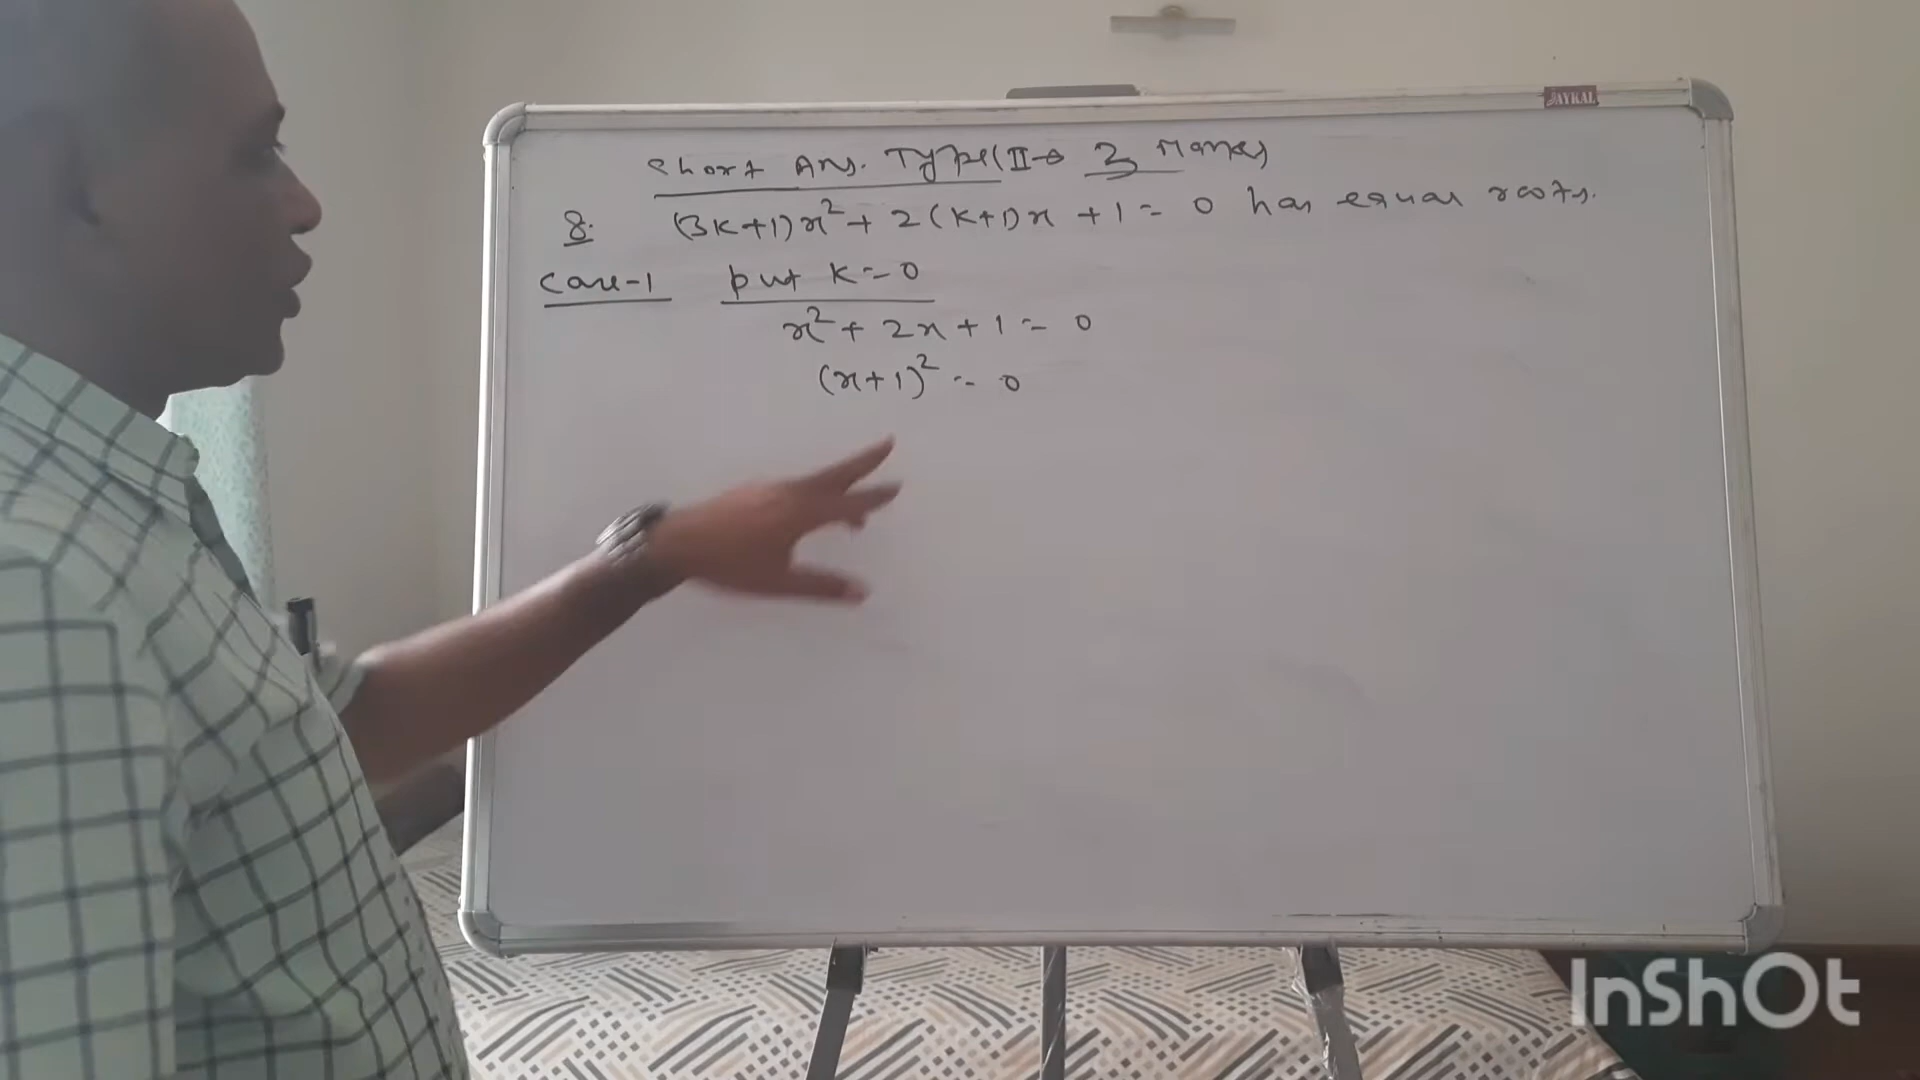 JAYKAL
Short Ans. Type(II → 3 Marks)
8. (3K+1)x² + 2(K+1)x + 1 = 0 has equal roots.
Case-1 put K=0
x² + 2x + 1 = 0
(x+1)² = 0
InShOt